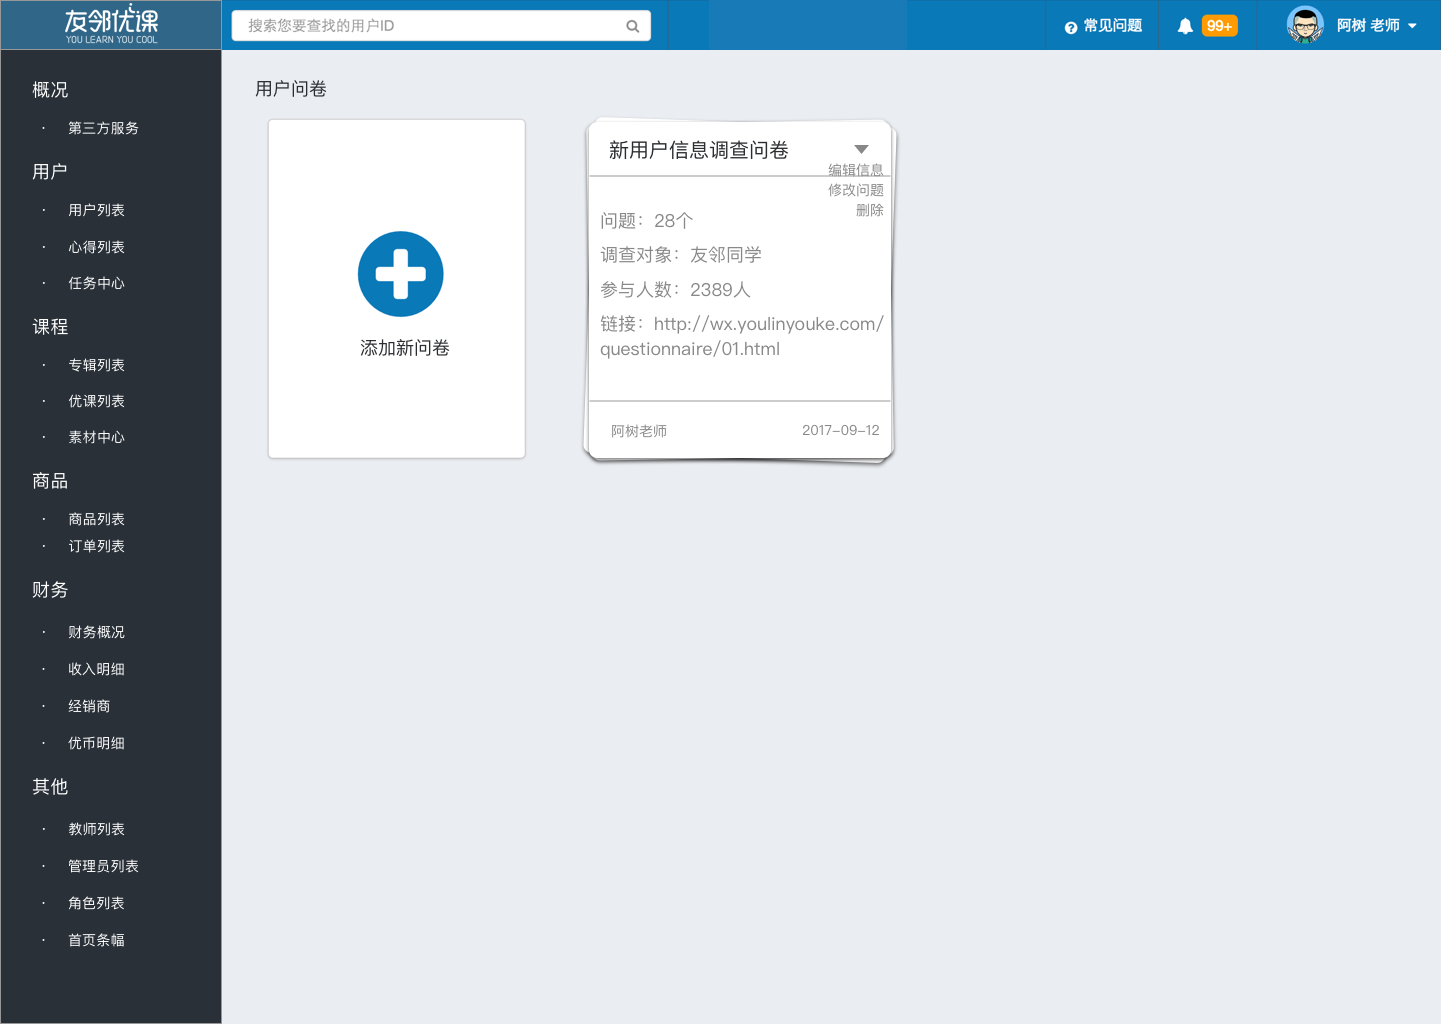 友邻优课
YOU LEARN YOU COOL
搜索您要查找的用户ID
常见问题
99+
阿树 老师
概况
· 第三方服务
用户
· 用户列表
· 心得列表
· 任务中心
课程
· 专辑列表
· 优课列表
· 素材中心
商品
· 商品列表
· 订单列表
财务
· 财务概况
· 收入明细
· 经销商
· 优币明细
其他
· 教师列表
· 管理员列表
· 角色列表
· 首页条幅
用户问卷
添加新问卷
新用户信息调查问卷
编辑信息
修改问题
删除
问题：28个
调查对象：友邻同学
参与人数：2389人
链接：http://wx.youlinyouke.com/
questionnaire/01.html
阿树老师
2017-09-12